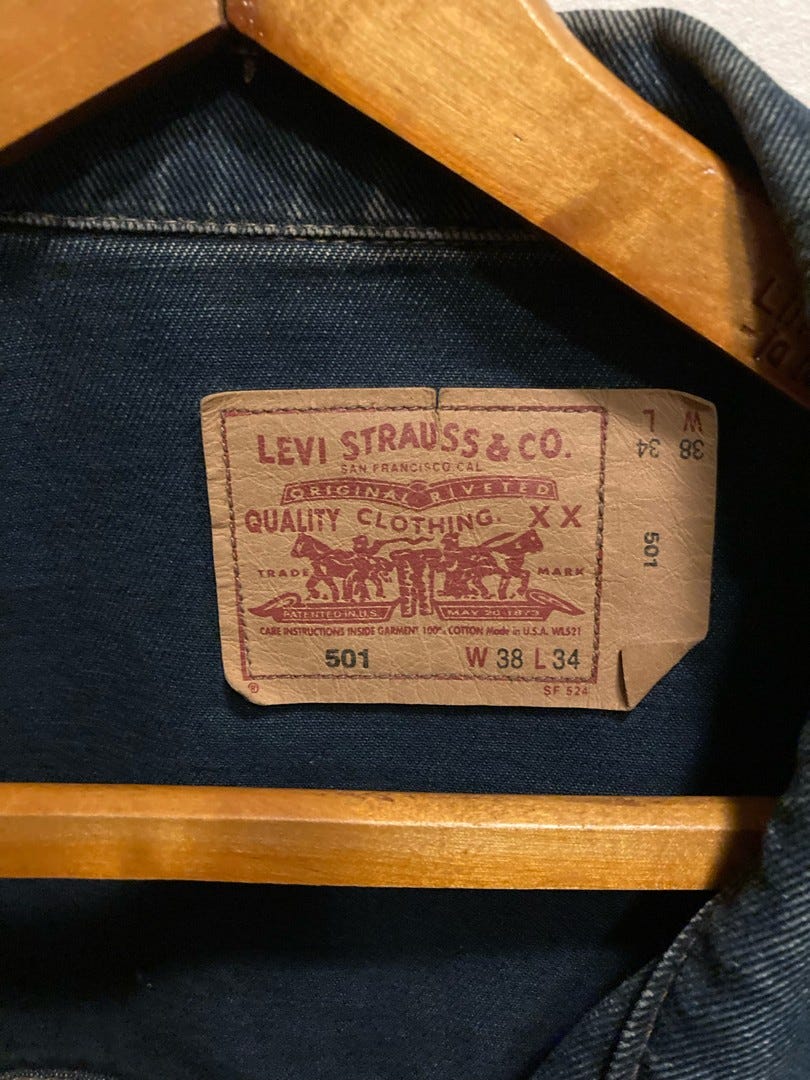 LEVI STRAUSS & CO.
SAN FRANCISCO CAL
ORIGINAL RIVETED
QUALITY CLOTHING. XX
TRADE MARK
PATENTED IN U.S. MAY 20 1873
CARE INSTRUCTIONS INSIDE GARMENT 100% COTTON Made in U.S.A. WL521
501 W 38 L 34
® SF 524
W 38
L 34
501